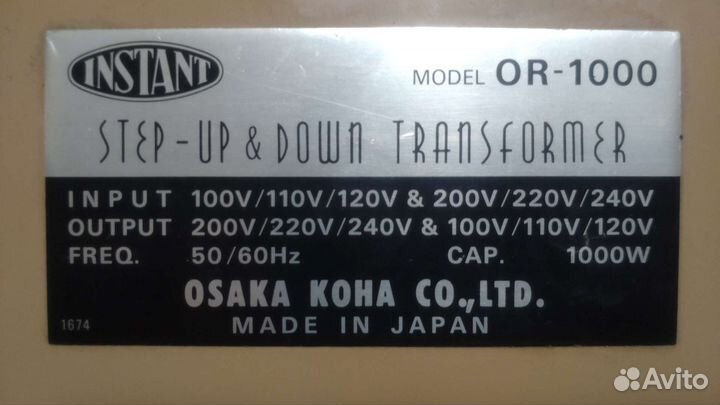 INSTANT
MODEL OR-1000
STEP-UP & DOWN TRANSFORMER
INPUT 100V/110V/120V & 200V/220V/240V
OUTPUT 200V/220V/240V & 100V/110V/120V
FREQ. 50/60Hz CAP. 1000W
OSAKA KOHA CO.,LTD.
1674 MADE IN JAPAN
Avito